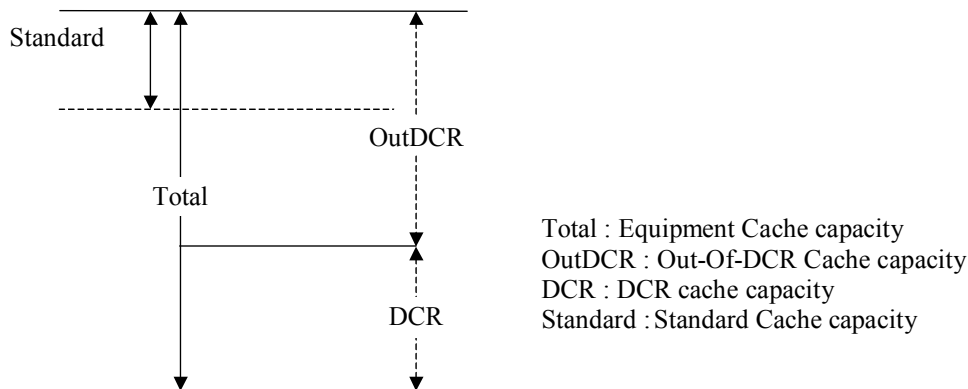 Standard
OutDCR
Total
DCR
Total : Equipment Cache capacity
OutDCR : Out-Of-DCR Cache capacity
DCR : DCR cache capacity
Standard : Standard Cache capacity